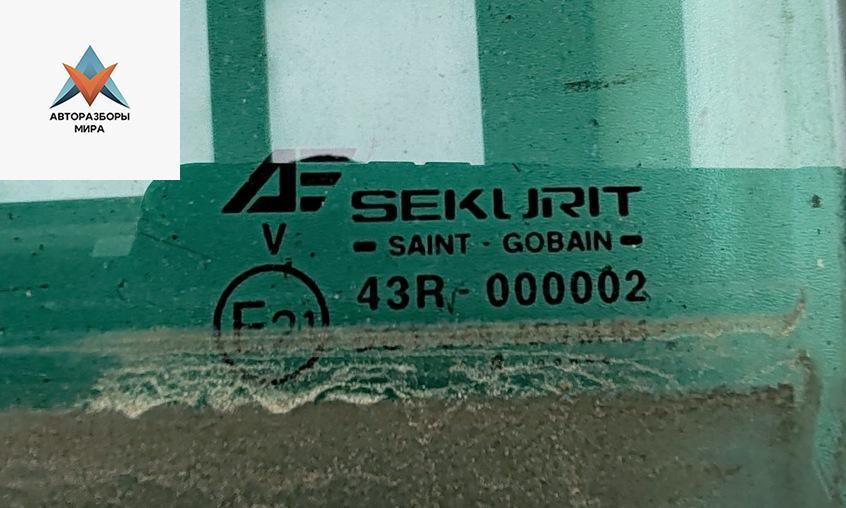 АВТОРАЗБОРЫ
МИРА
SEKURIT
V
SAINT - GOBAIN
E21
43R - 000002